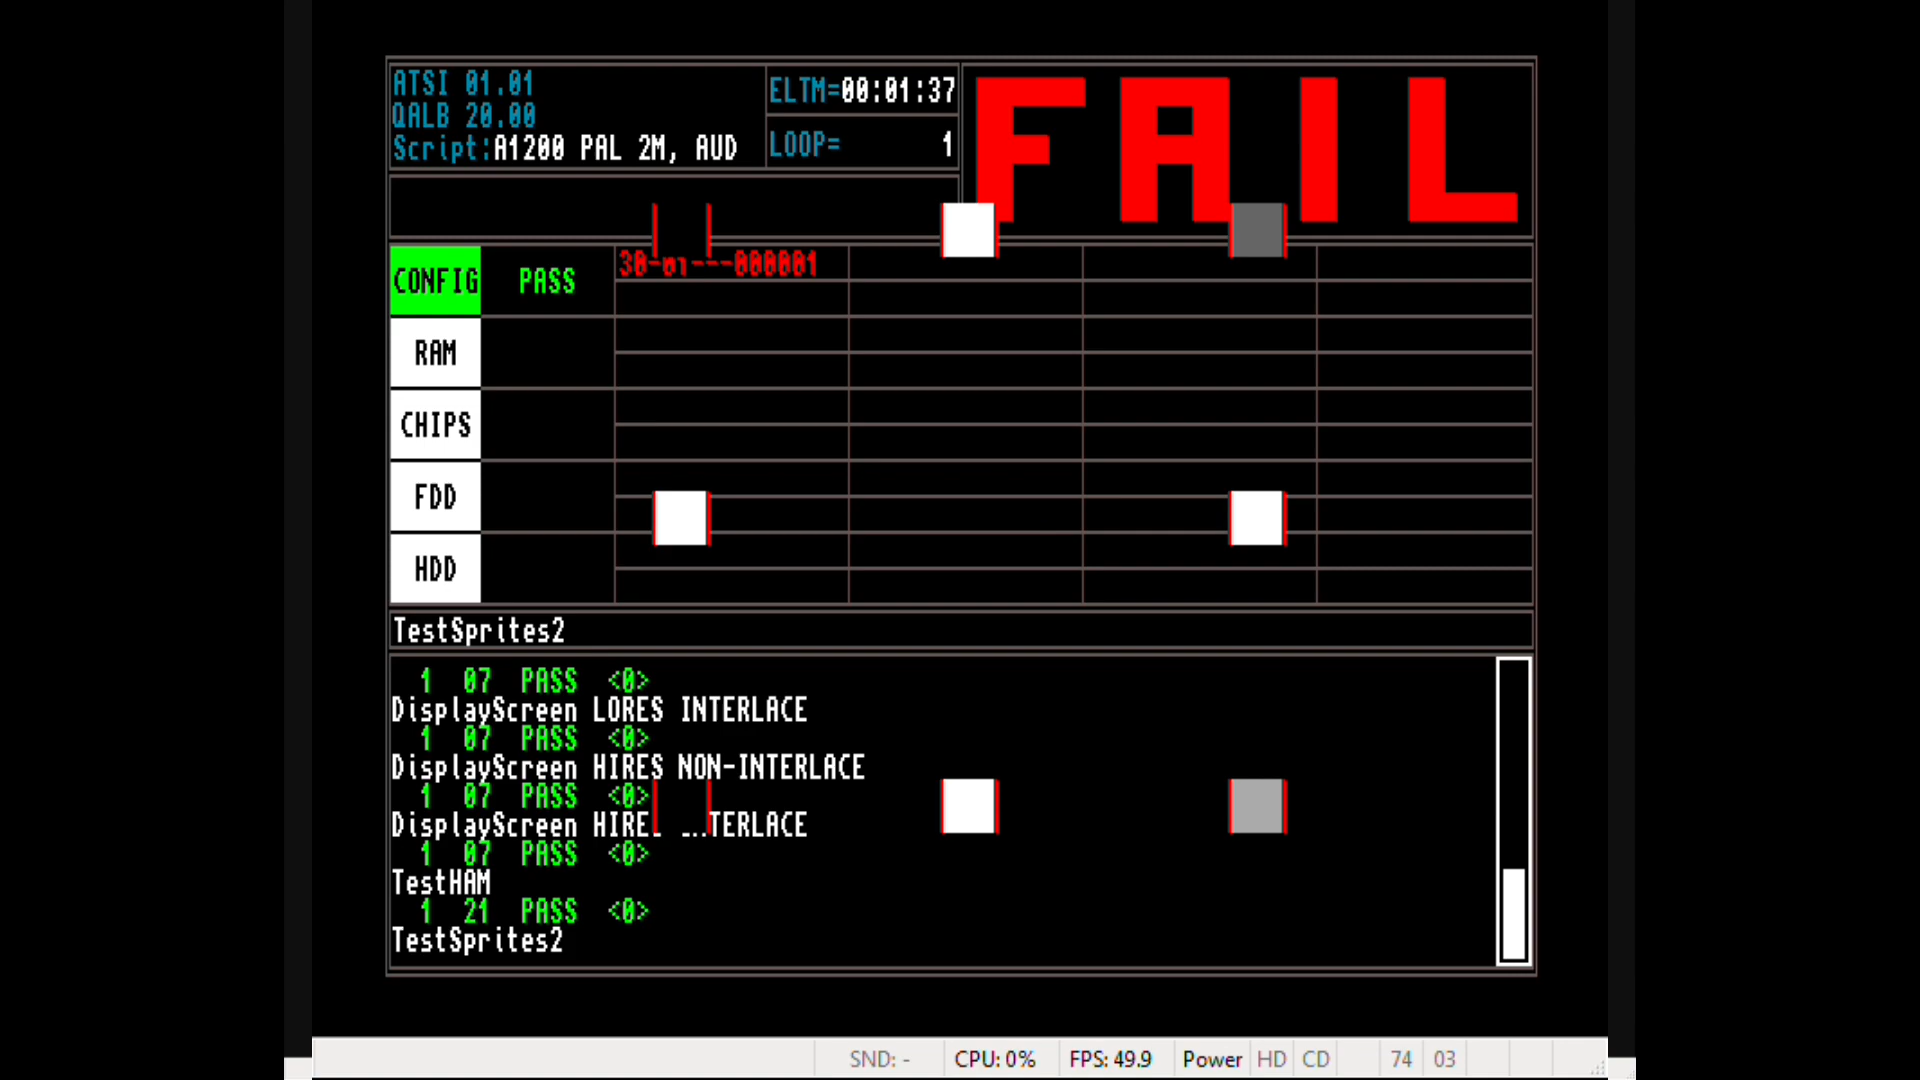 ATSI 01.01
QALB 20.00
Script:A1200 PAL 2M, AUD
ELTM=00:01:37
LOOP= 1
FAIL
CONFIG PASS
RAM
CHIPS
FDD
HDD
TestSprites2
1 07 PASS <0>
DisplayScreen LORES INTERLACE
1 07 PASS <0>
DisplayScreen HIRES NON-INTERLACE
1 07 PASS <0>
DisplayScreen
1 07 PASS <0>
TestHAM
1 21 PASS <0>
TestSprites2
SND: - CPU: 0% FPS: 49.9 Power HD CD 74 03